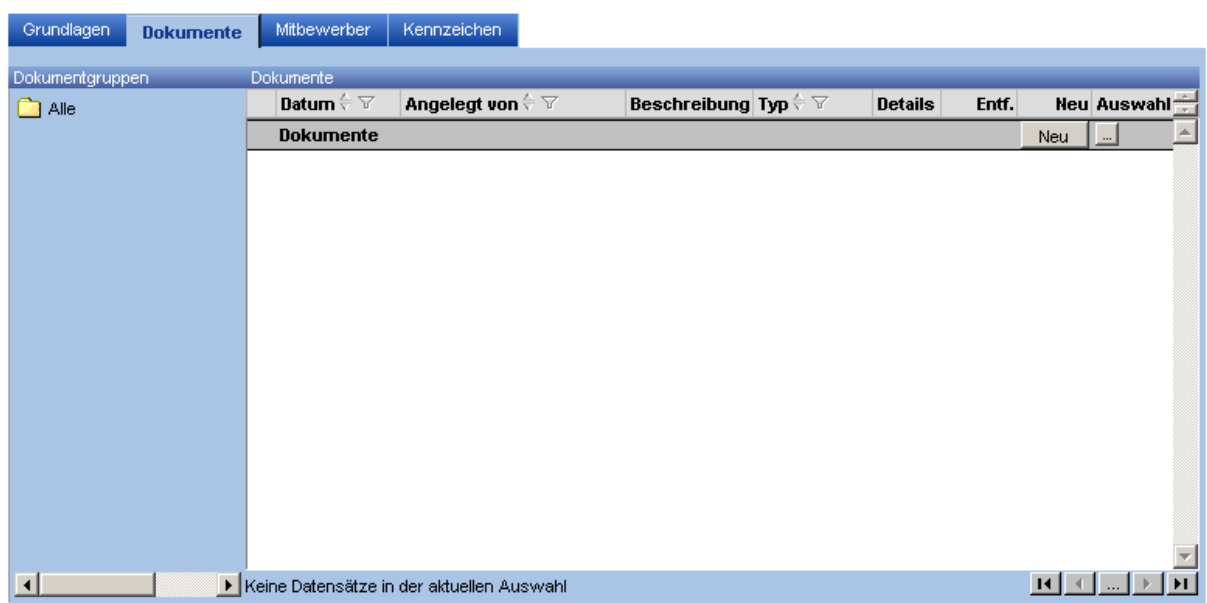 Grundlagen Dokumente Mitbewerber Kennzeichen
Dokumentgruppen Dokumente
Alle
Datum Angelegt von Beschreibung Typ Details Entf. Neu Auswahl
Dokumente Neu ...
Keine Datensätze in der aktuellen Auswahl ...